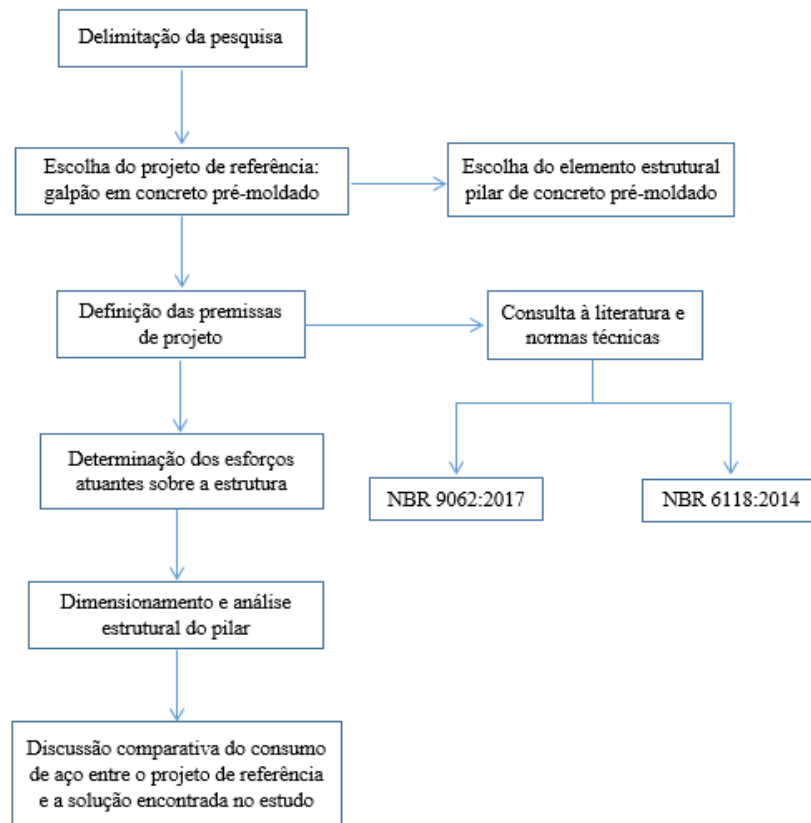 Delimitação da pesquisa
Escolha do projeto de referência:
galpão em concreto pré-moldado
Escolha do elemento estrutural
pilar de concreto pré-moldado
Definição das premissas
de projeto
Consulta à literatura e
normas técnicas
Determinação dos esforços
atuantes sobre a estrutura
NBR 9062:2017
NBR 6118:2014
Dimensionamento e análise
estrutural do pilar
Discussão comparativa do consumo
de aço entre o projeto de referência
e a solução encontrada no estudo